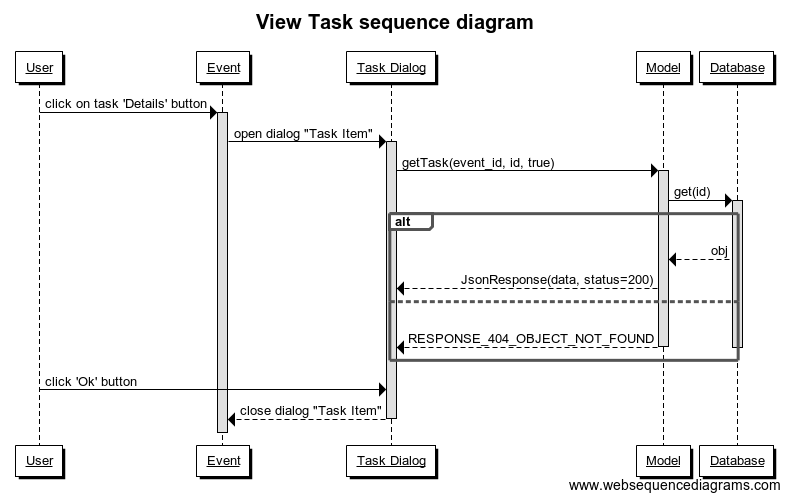 View Task sequence diagram
User
Event
Task Dialog
Model
Database
click on task 'Details' button
open dialog "Task Item"
getTask(event_id, id, true)
get(id)
alt
obj
JsonResponse(data, status=200)
RESPONSE_404_OBJECT_NOT_FOUND
click 'Ok' button
close dialog "Task Item"
User
Event
Task Dialog
Model
Database
www.websequencediagrams.com